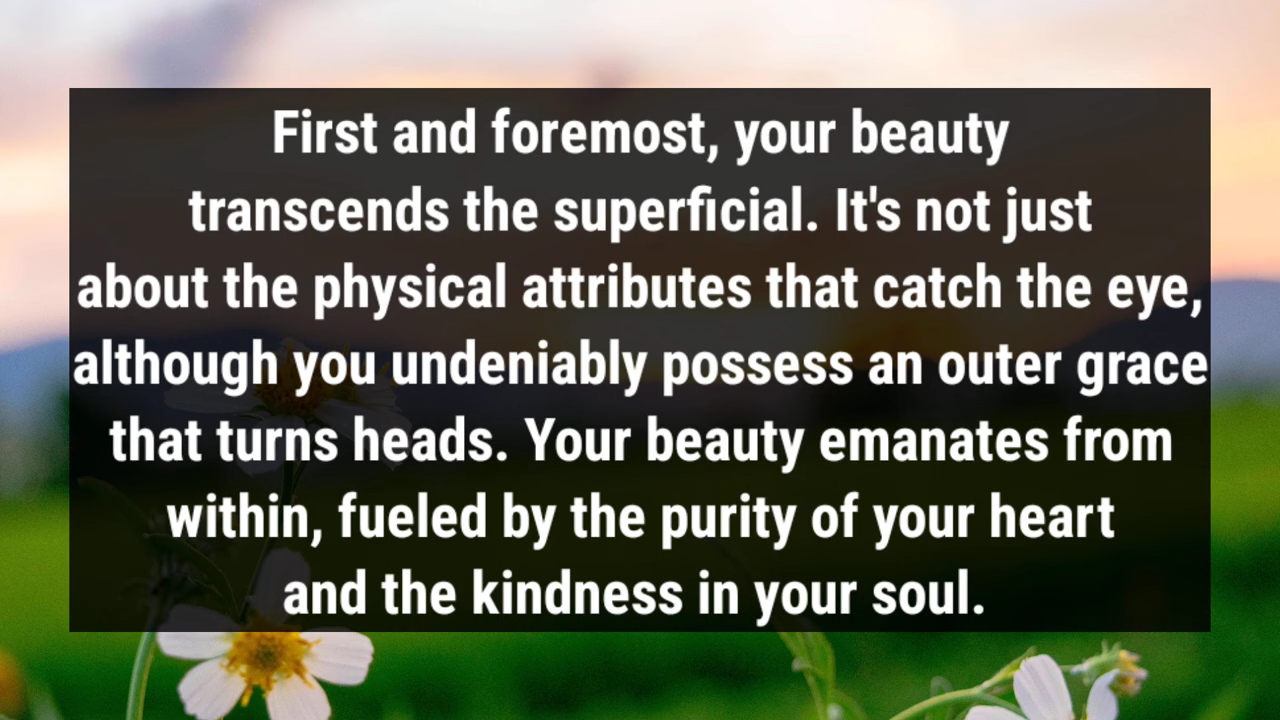 First and foremost, your beauty
transcends the superficial. It's not just
about the physical attributes that catch the eye,
although you undeniably possess an outer grace
that turns heads. Your beauty emanates from
within, fueled by the purity of your heart
and the kindness in your soul.